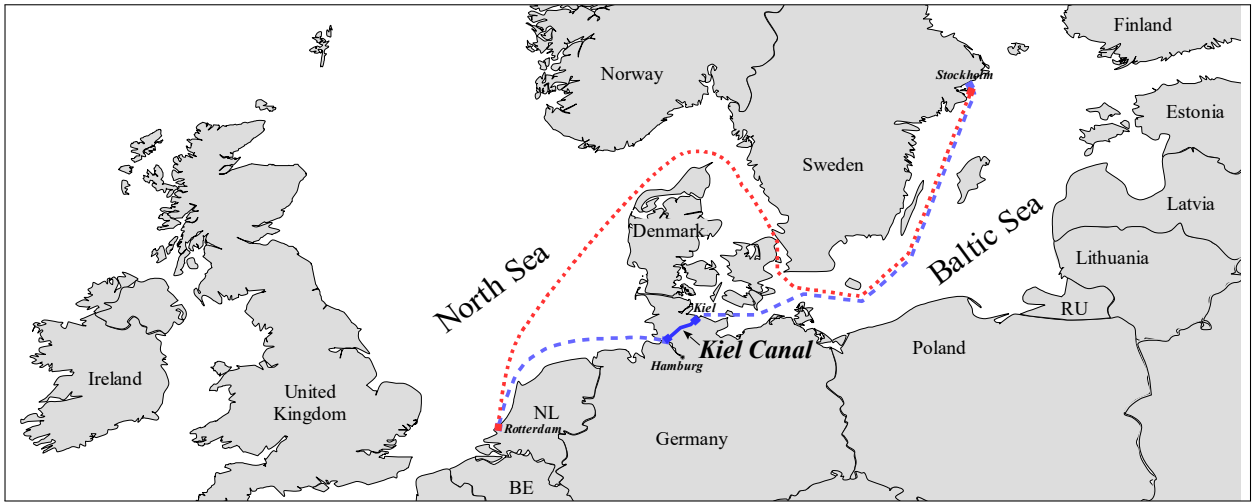 Finland
Norway
Stockholm
Estonia
Sweden
Latvia
Denmark
Baltic Sea
North Sea
Lithuania
Kiel
RU
Kiel Canal
Poland
Hamburg
Ireland
United
Kingdom
NL
Rotterdam
Germany
BE